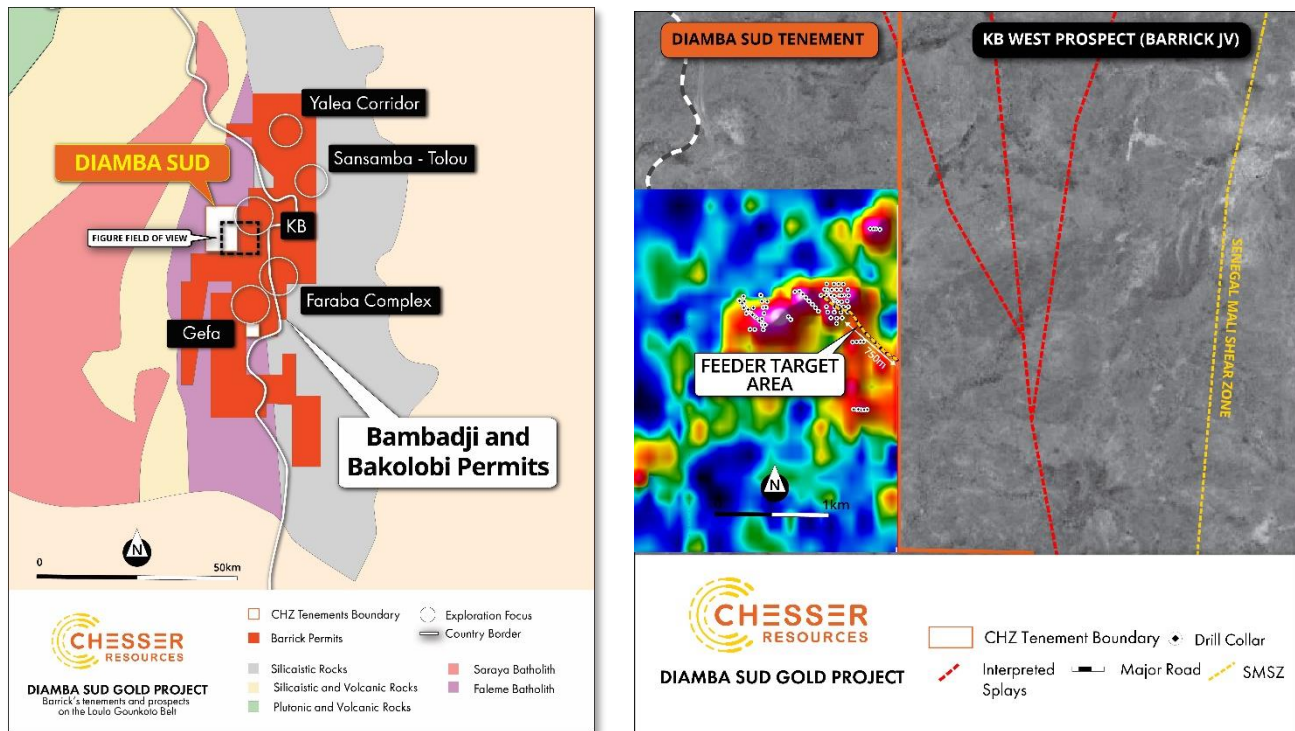 Yalea Corridor
DIAMBA SUD
Sansamba - Tolou
FIGURE FIELD OF VIEW
KB
Faraba Complex
Gefa
Bambadji and
Bakolobi Permits
N
0
50km
CHESSER
RESOURCES
DIAMBA SUD GOLD PROJECT
Barrick's tenements and prospects
on the Loula Gounkoto Belt
CHZ Tenements Boundary
Exploration Focus
Barrick Permits
Country Border
Silicaistic Rocks
Saraya Batholith
Silicaistic and Volcanic Rocks
Faleme Batholith
Plutonic and Volcanic Rocks
DIAMBA SUD TENEMENT
KB WEST PROSPECT (BARRICK JV)
SENEGAL MALI SHEAR ZONE
750m
FEEDER TARGET
AREA
N
1km
CHESSER
RESOURCES
DIAMBA SUD GOLD PROJECT
CHZ Tenement Boundary
Drill Collar
Interpreted
Splays
Major Road
SMSZ